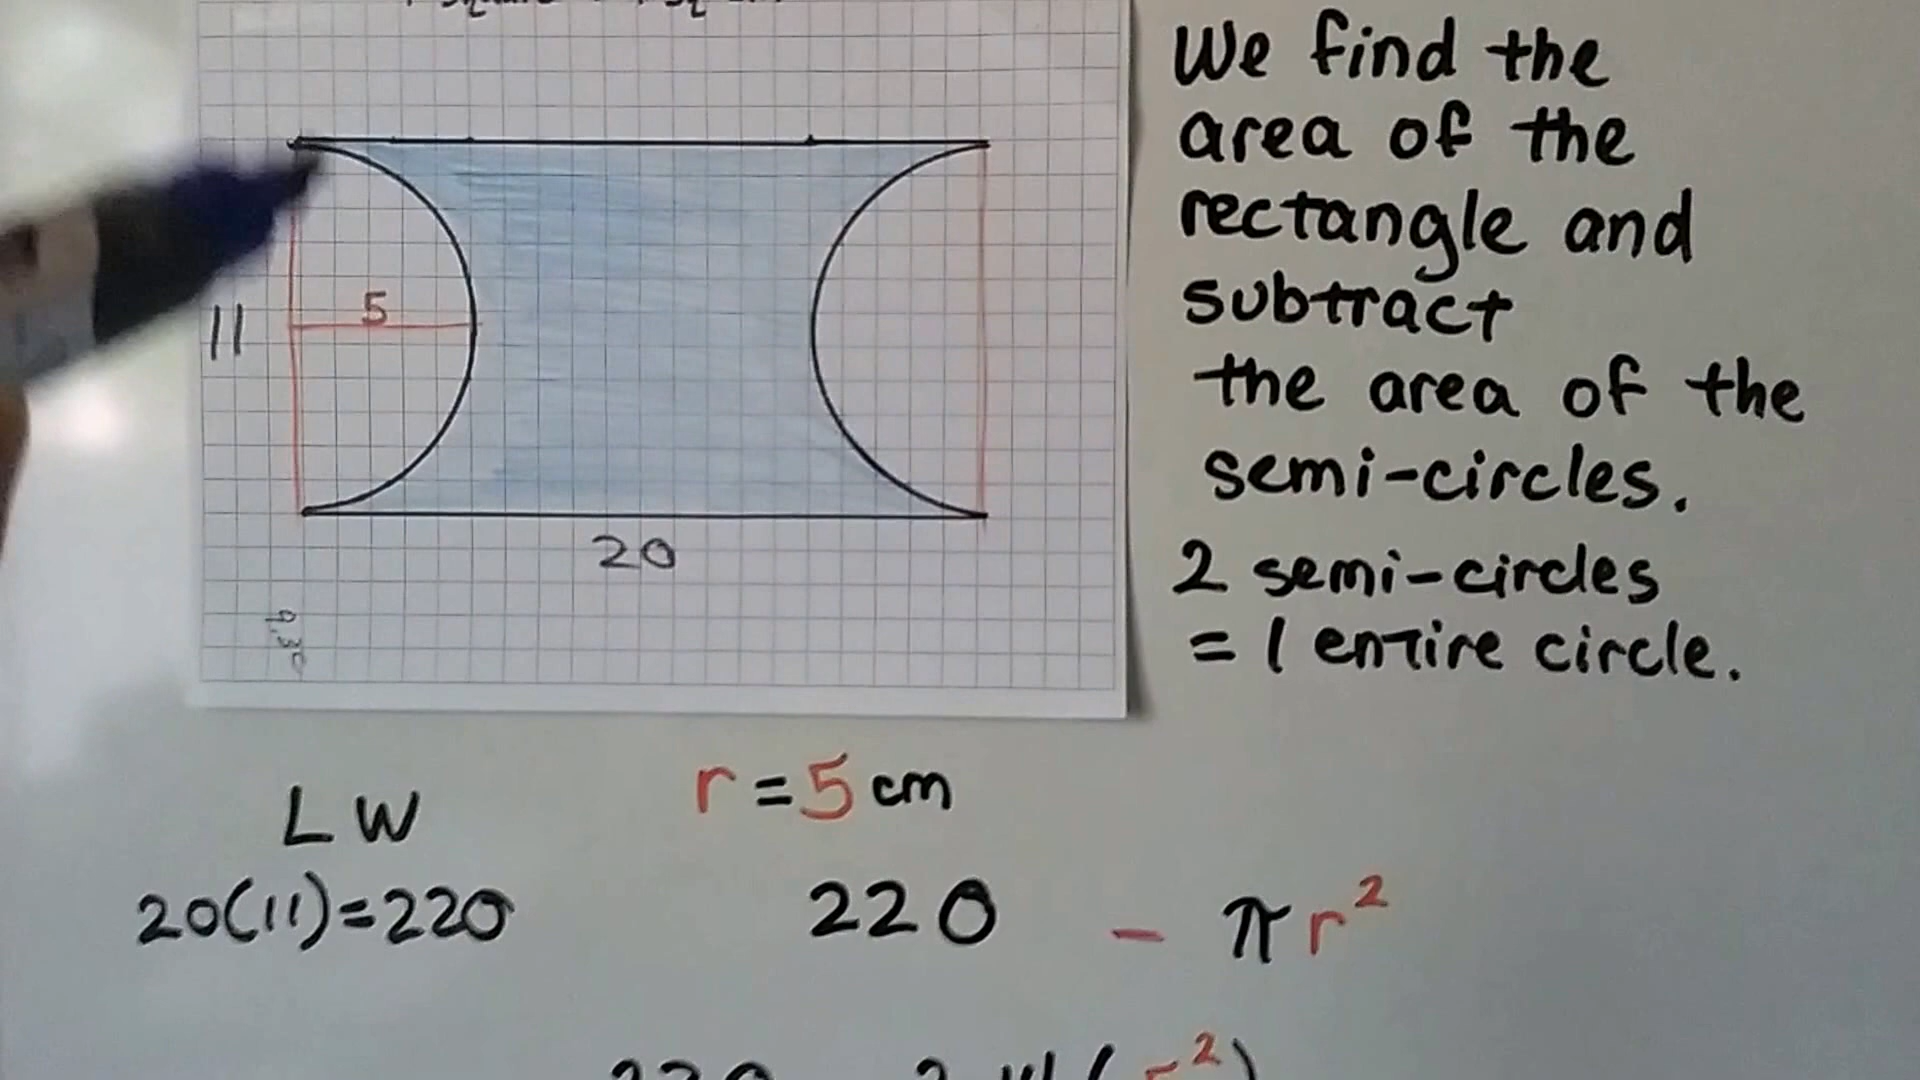 We find the
area of the
rectangle and
subtract
the area of the
semi-circles.
2 semi-circles
= 1 entire circle.
5
11
20
L W
r = 5 cm
20(11)=220
220 - πr²